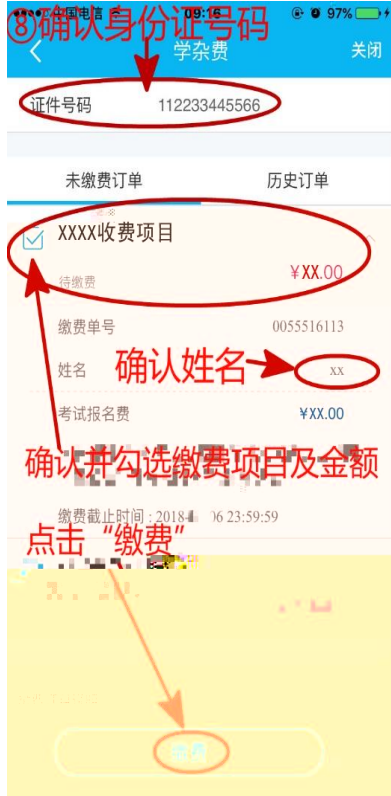 中国电信 09:16 97%
⑧确认身份证号码
学杂费 关闭
证件号码 112233445566
未缴费订单 历史订单
XXXX收费项目
待缴费 ¥XX.00
缴费单号 0055516113
确认姓名
姓名 xx
考试报名费 ¥XX.00
确认并勾选缴费项目及金额
缴费截止时间 : 2018-  06 23:59:59
点击“缴费”
缴费